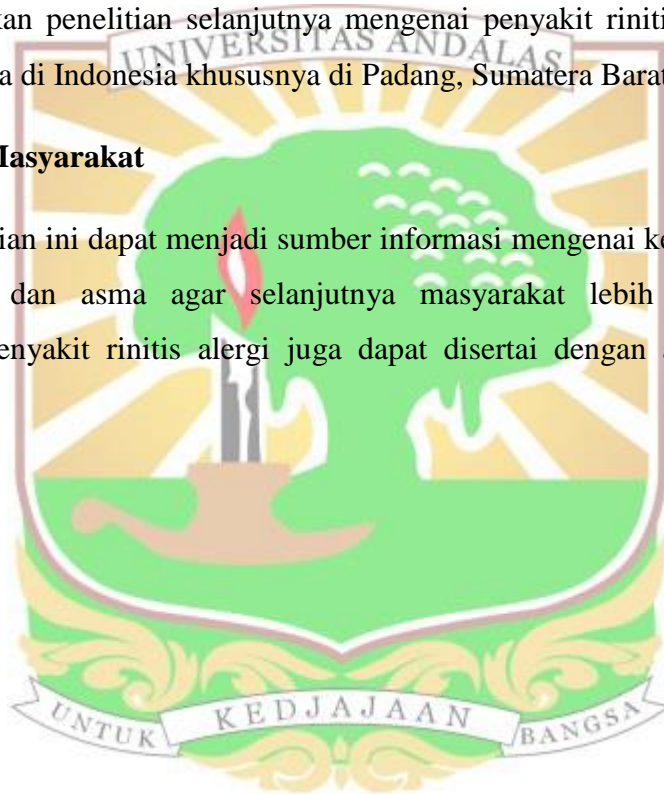 kan penelitian selanjutnya mengenai penyakit riniti
UNIVERSITAS ANDALAS
a di Indonesia khususnya di Padang, Sumatera Barat
Masyarakat
ian ini dapat menjadi sumber informasi mengenai ke
dan asma agar selanjutnya masyarakat lebih
enyakit rinitis alergi juga dapat disertai dengan
UNTUK KEDJAJAAN BANGSA